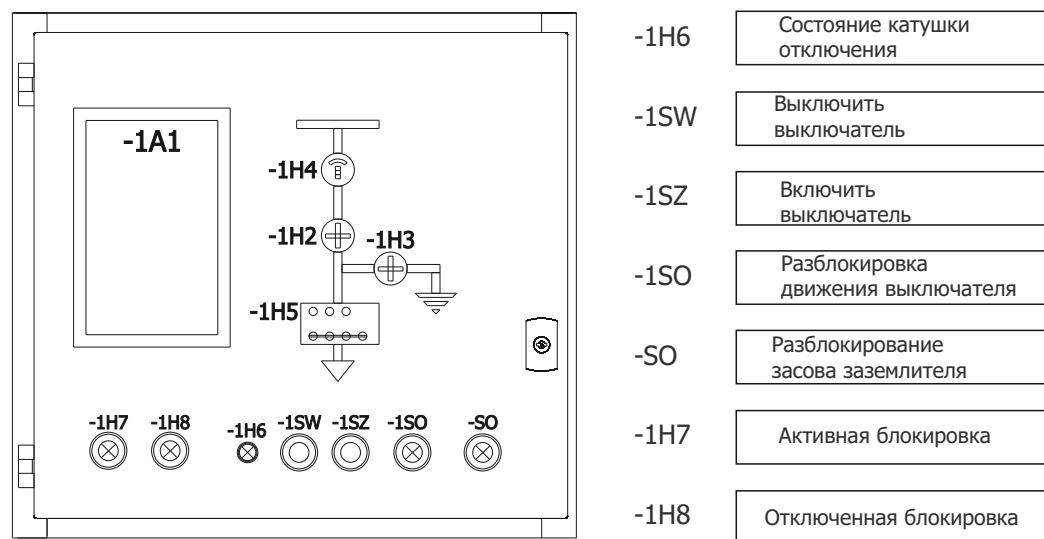 -1A1
-1H4
-1H2
-1H3
-1H5
-1H7
-1H8
-1H6
-1SW
-1SZ
-1SO
-SO
-1H6
Состояние катушки
отключения
-1SW
Выключить
выключатель
-1SZ
Включить
выключатель
-1SO
Разблокировка
движения выключателя
-SO
Разблокирование
засова заземлителя
-1H7
Активная блокировка
-1H8
Отключенная блокировка